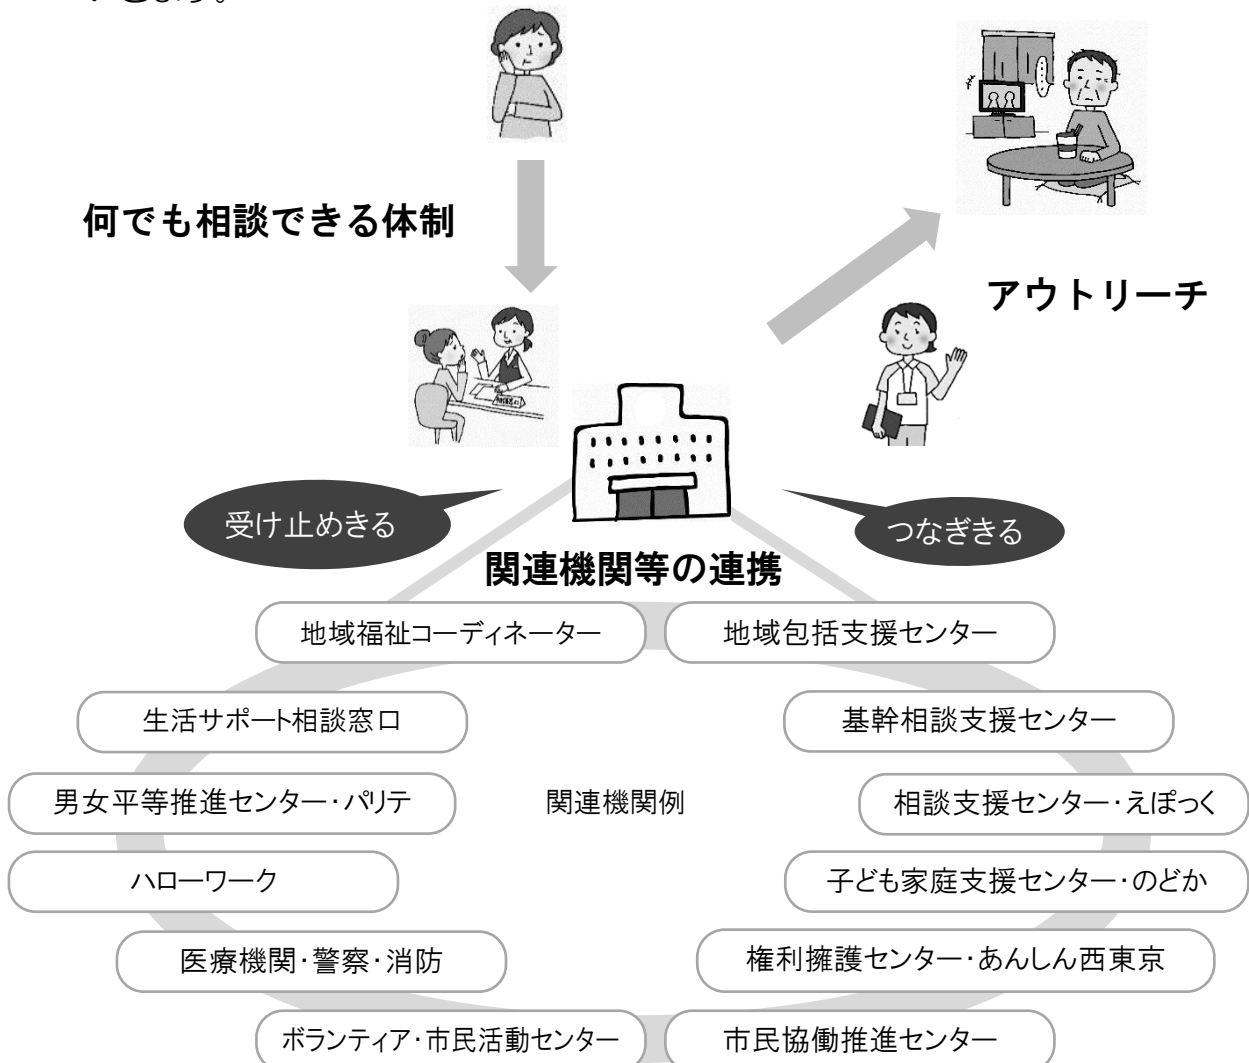 します。
何でも相談できる体制
アウトリーチ
受け止めきる
つなぎきる
関連機関等の連携
地域福祉コーディネーター
地域包括支援センター
生活サポート相談窓口
基幹相談支援センター
男女平等推進センター・パリテ
関連機関例
相談支援センター・えぽっく
ハローワーク
子ども家庭支援センター・のどか
医療機関・警察・消防
権利擁護センター・あんしん西東京
ボランティア・市民活動センター
市民協働推進センター